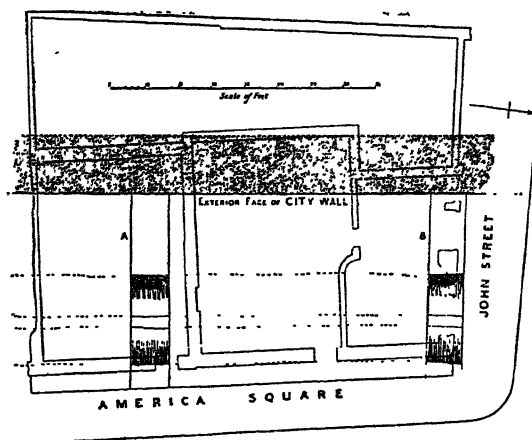 Scale of Feet
EXTERIOR FACE OF CITY WALL
A
B
JOHN STREET
AMERICA SQUARE